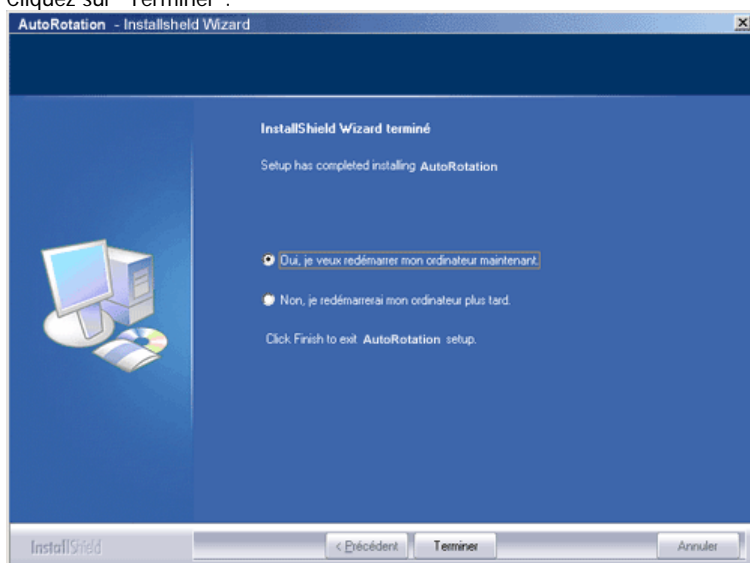 Cliquez sur "Terminer".
AutoRotation - Installsheld Wizard
InstallShield Wizard terminé
Setup has completed installing AutoRotation
Oui, je veux redémarrer mon ordinateur maintenant.
Non, je redémarrerai mon ordinateur plus tard.
Click Finish to exit AutoRotation setup.
InstallShield
< Précédent
Terminer
Annuler